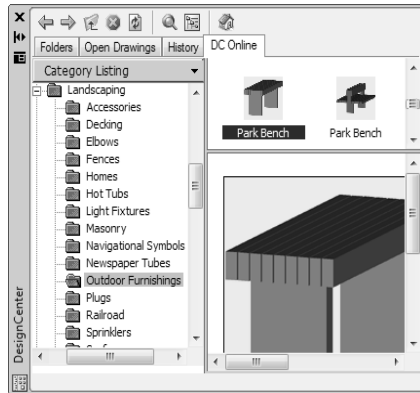 Folders Open Drawings History DC Online
Category Listing
Landscaping
Accessories
Decking
Elbows
Fences
Homes
Hot Tubs
Light Fixtures
Masonry
Navigational Symbols
Newspaper Tubes
Outdoor Furnishings
Plugs
Railroad
Sprinklers
Park Bench Park Bench
DesignCenter